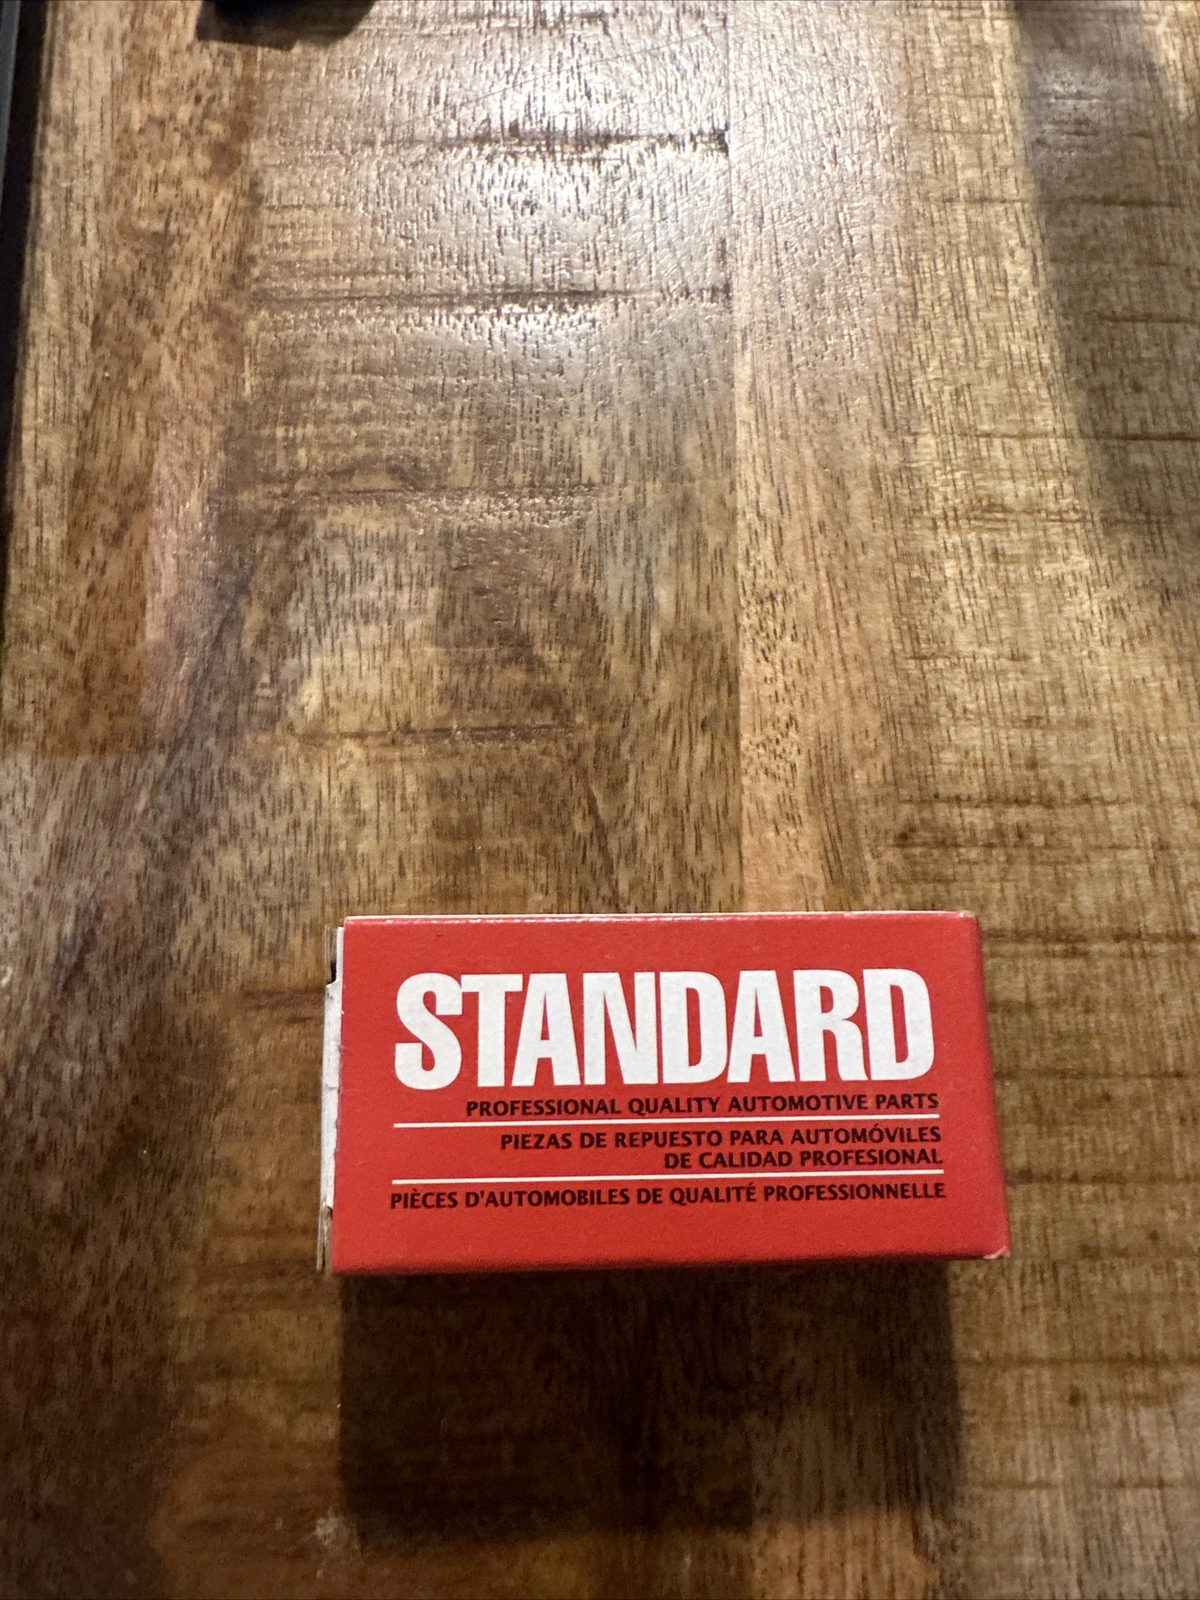 STANDARD
PROFESSIONAL QUALITY AUTOMOTIVE PARTS
PIEZAS DE REPUESTO PARA AUTOMÓVILES
DE CALIDAD PROFESIONAL
PIÈCES D'AUTOMOBILES DE QUALITÉ PROFESSIONNELLE